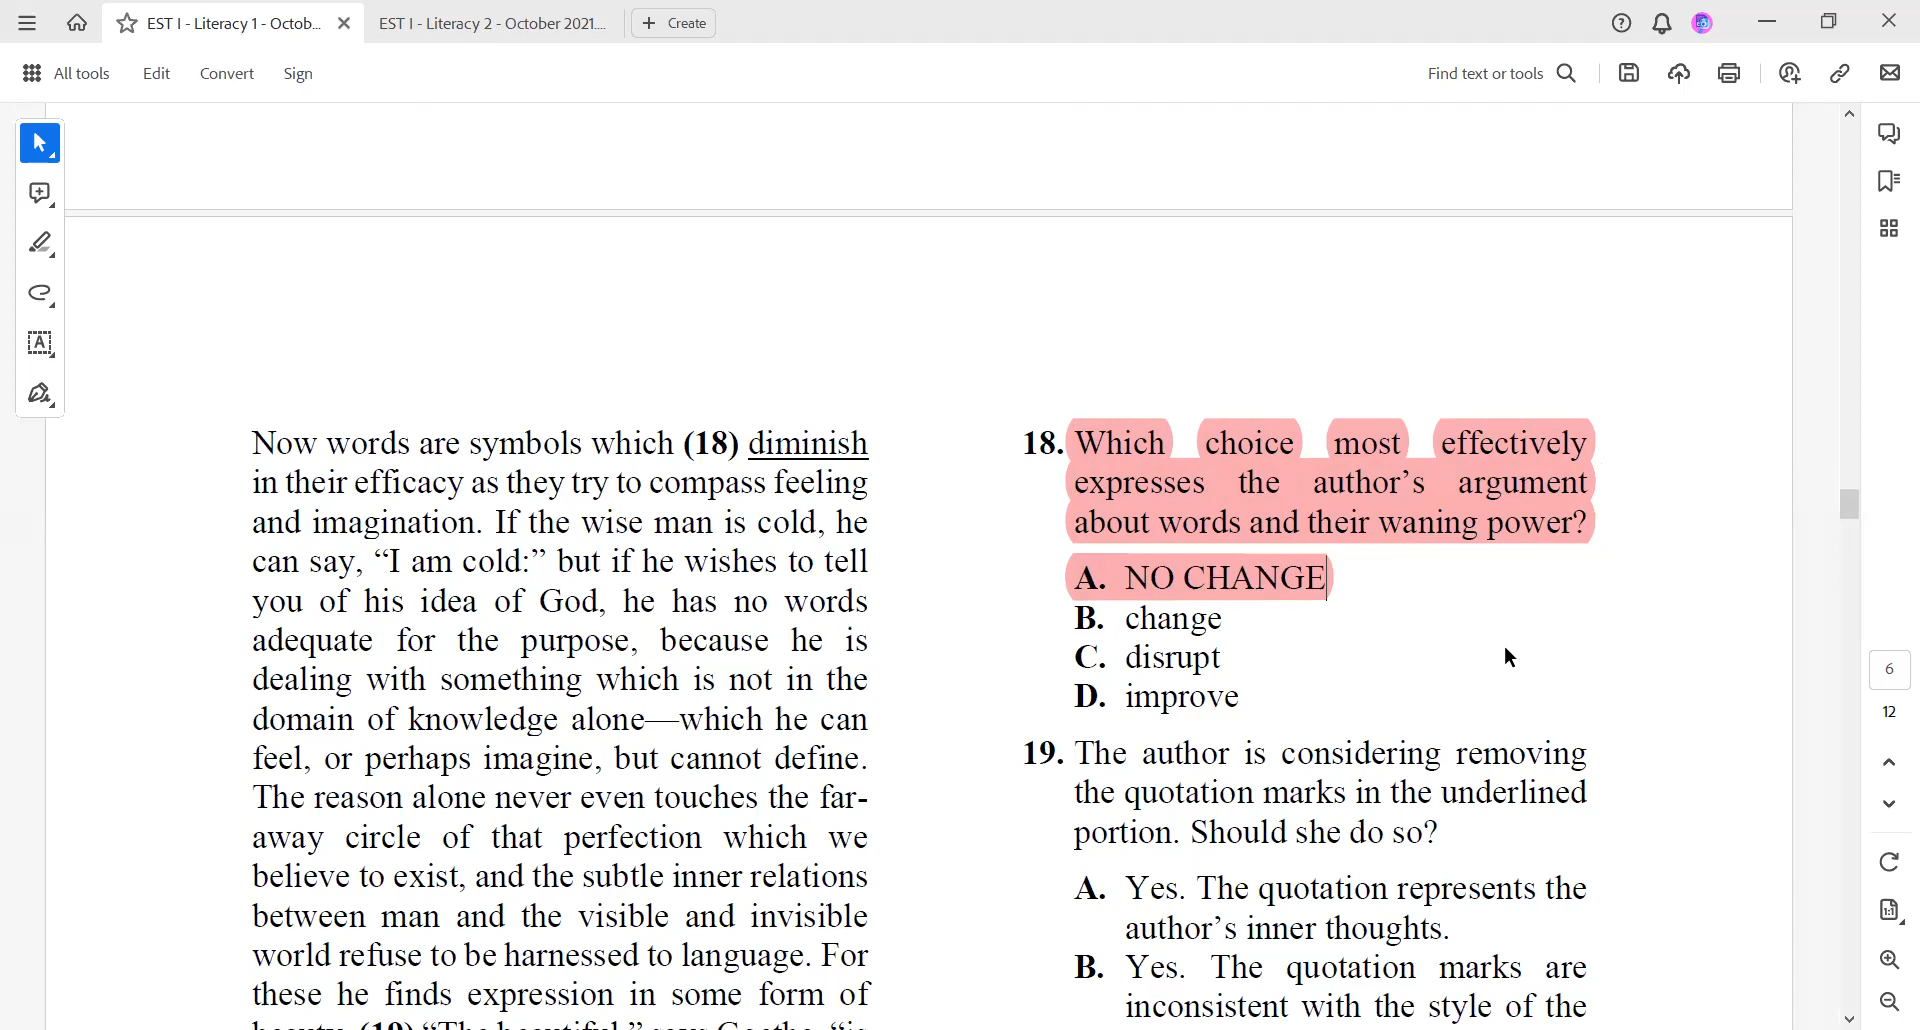 EST I - Literacy 1 - Octob...
EST I - Literacy 2 - October 2021....
Create
All tools
Edit
Convert
Sign
Find text or tools
Now words are symbols which (18) diminish
in their efficacy as they try to compass feeling
and imagination. If the wise man is cold, he
can say, “I am cold:” but if he wishes to tell
you of his idea of God, he has no words
adequate for the purpose, because he is
dealing with something which is not in the
domain of knowledge alone—which he can
feel, or perhaps imagine, but cannot define.
The reason alone never even touches the far-
away circle of that perfection which we
believe to exist, and the subtle inner relations
between man and the visible and invisible
world refuse to be harnessed to language. For
these he finds expression in some form of
beauty. (19) “The beautiful,” says Goethe, “is
18. Which choice most effectively
expresses the author’s argument
about words and their waning power?
A. NO CHANGE
B. change
C. disrupt
D. improve
19. The author is considering removing
the quotation marks in the underlined
portion. Should she do so?
A. Yes. The quotation represents the
author’s inner thoughts.
B. Yes. The quotation marks are
inconsistent with the style of the
6
12
1:1